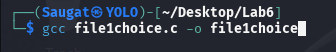 ┌──(Saugat㉿YOLO)-[~/Desktop/Lab6]
└─$ gcc file1choice.c -o file1choice